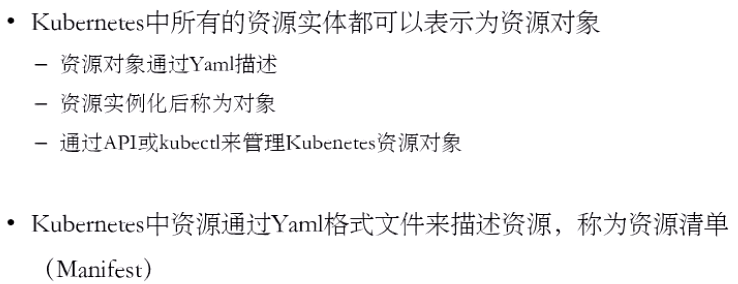 • Kubernetes中所有的资源实体都可以表示为资源对象
– 资源对象通过Yaml描述
– 资源实例化后称为对象
– 通过API或kubectl来管理Kubenetes资源对象
• Kubernetes中资源通过Yaml格式文件来描述资源，称为资源清单
（Manifest）